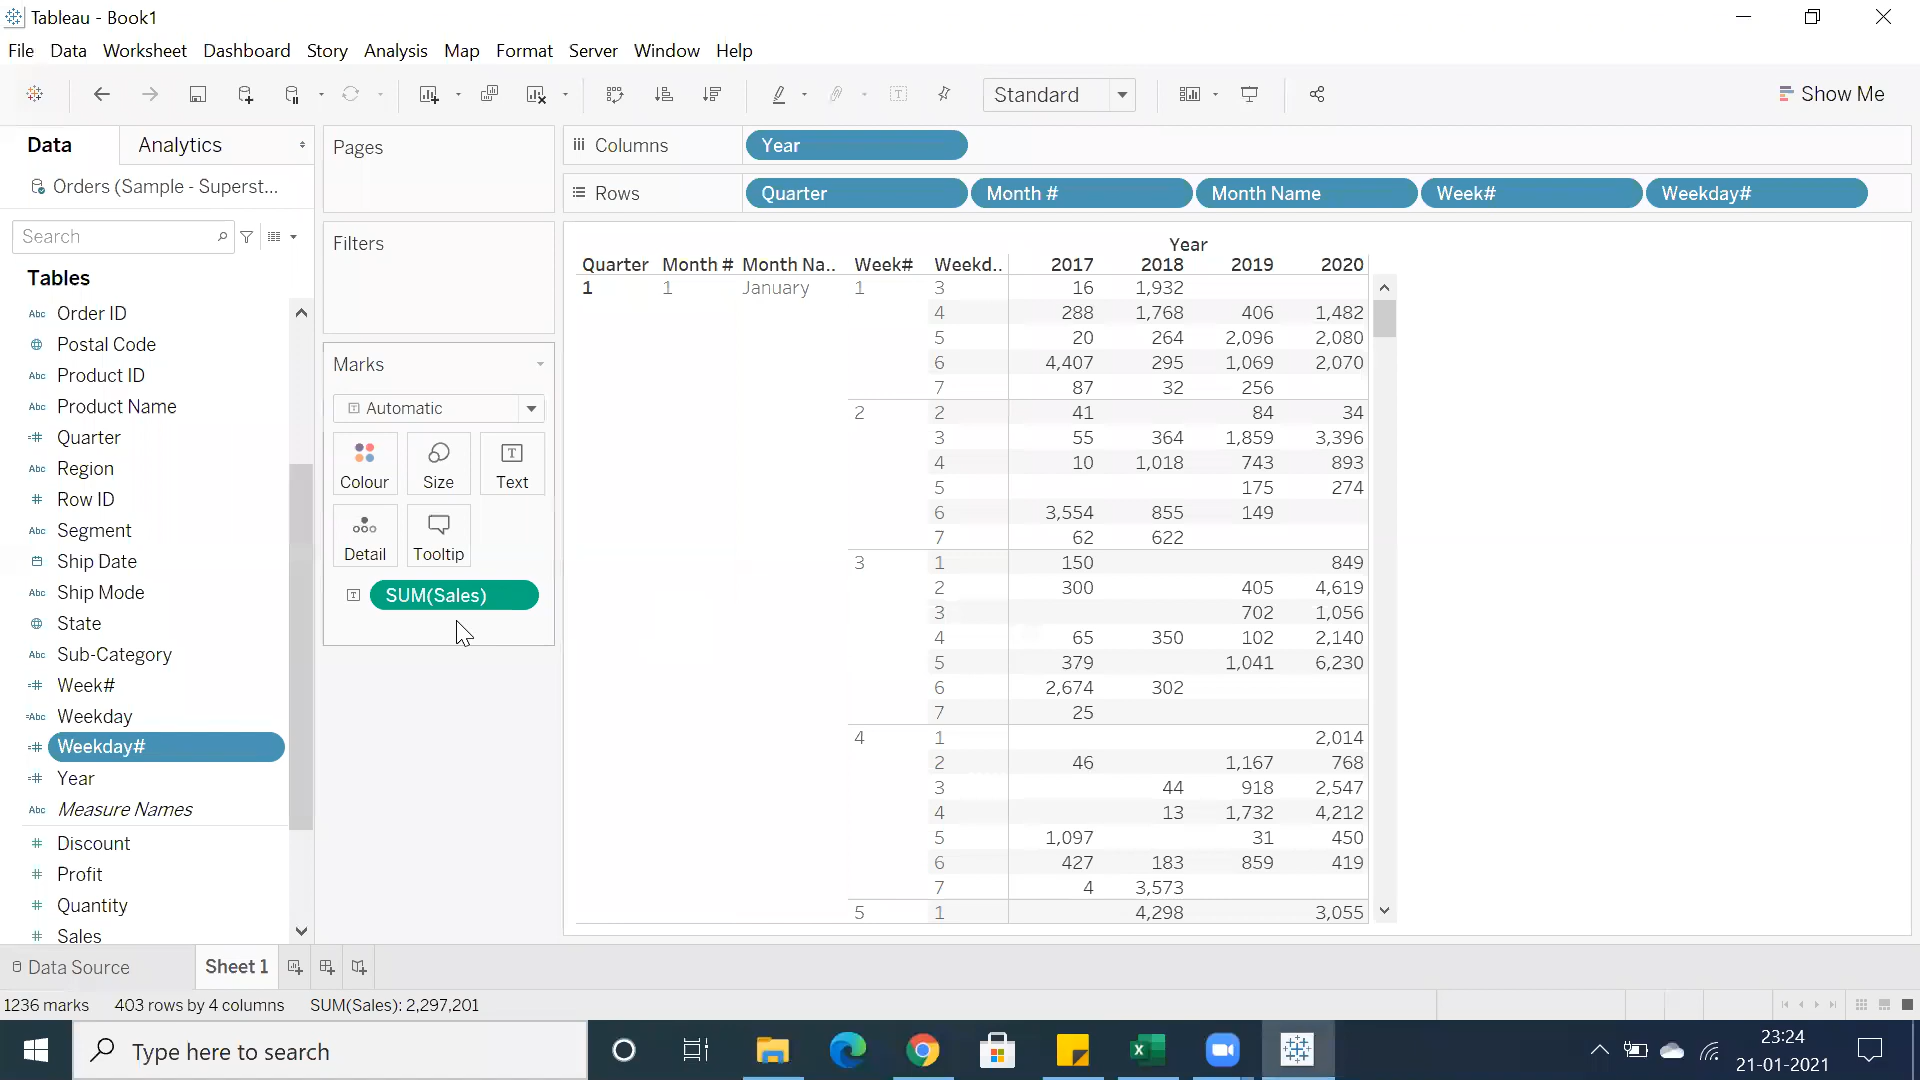 Tableau - Book1
File Data Worksheet Dashboard Story Analysis Map Format Server Window Help
Standard
Show Me
Data Analytics
Orders (Sample - Superst...
Search
Tables
Abc Order ID
Postal Code
Abc Product ID
Abc Product Name
=# Quarter
Abc Region
# Row ID
Abc Segment
Ship Date
Abc Ship Mode
State
Abc Sub-Category
=# Week#
=Abc Weekday
=# Weekday#
=# Year
Abc Measure Names
# Discount
# Profit
# Quantity
# Sales
Pages
Filters
Marks
T Automatic
Colour Size T Text
Detail Tooltip
T SUM(Sales)
Columns Year
Rows Quarter Month # Month Name Week# Weekday#
Year
Quarter Month # Month Na.. Week# Weekd.. 2017 2018 2019 2020
1 1 January 1 3 16 1,932
4 288 1,768 406 1,482
5 20 264 2,096 2,080
6 4,407 295 1,069 2,070
7 87 32 256
2 2 41 84 34
3 55 364 1,859 3,396
4 10 1,018 743 893
5 175 274
6 3,554 855 149
7 62 622
3 1 150 849
2 300 405 4,619
3 702 1,056
4 65 350 102 2,140
5 379 1,041 6,230
6 2,674 302
7 25
4 1 2,014
2 46 1,167 768
3 44 918 2,547
4 13 1,732 4,212
5 1,097 31 450
6 427 183 859 419
7 4 3,573
5 1 4,298 3,055
Data Source Sheet 1
1236 marks 403 rows by 4 columns SUM(Sales): 2,297,201
Type here to search
23:24
21-01-2021